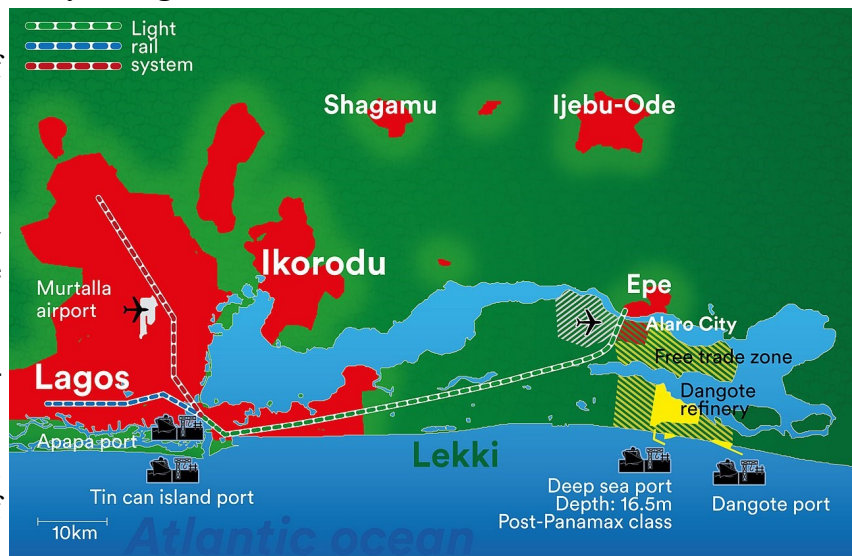 Light
rail
system
Shagamu
Ijebu-Ode
Ikorodu
Murtalla
airport
Epe
Alaro City
Free trade zone
Lagos
Dangote
refinery
Apapa port
Lekki
Tin can island port
Deep sea port
Depth: 16.5m
Post-Panamax class
Dangote port
10km
Atlantic ocean